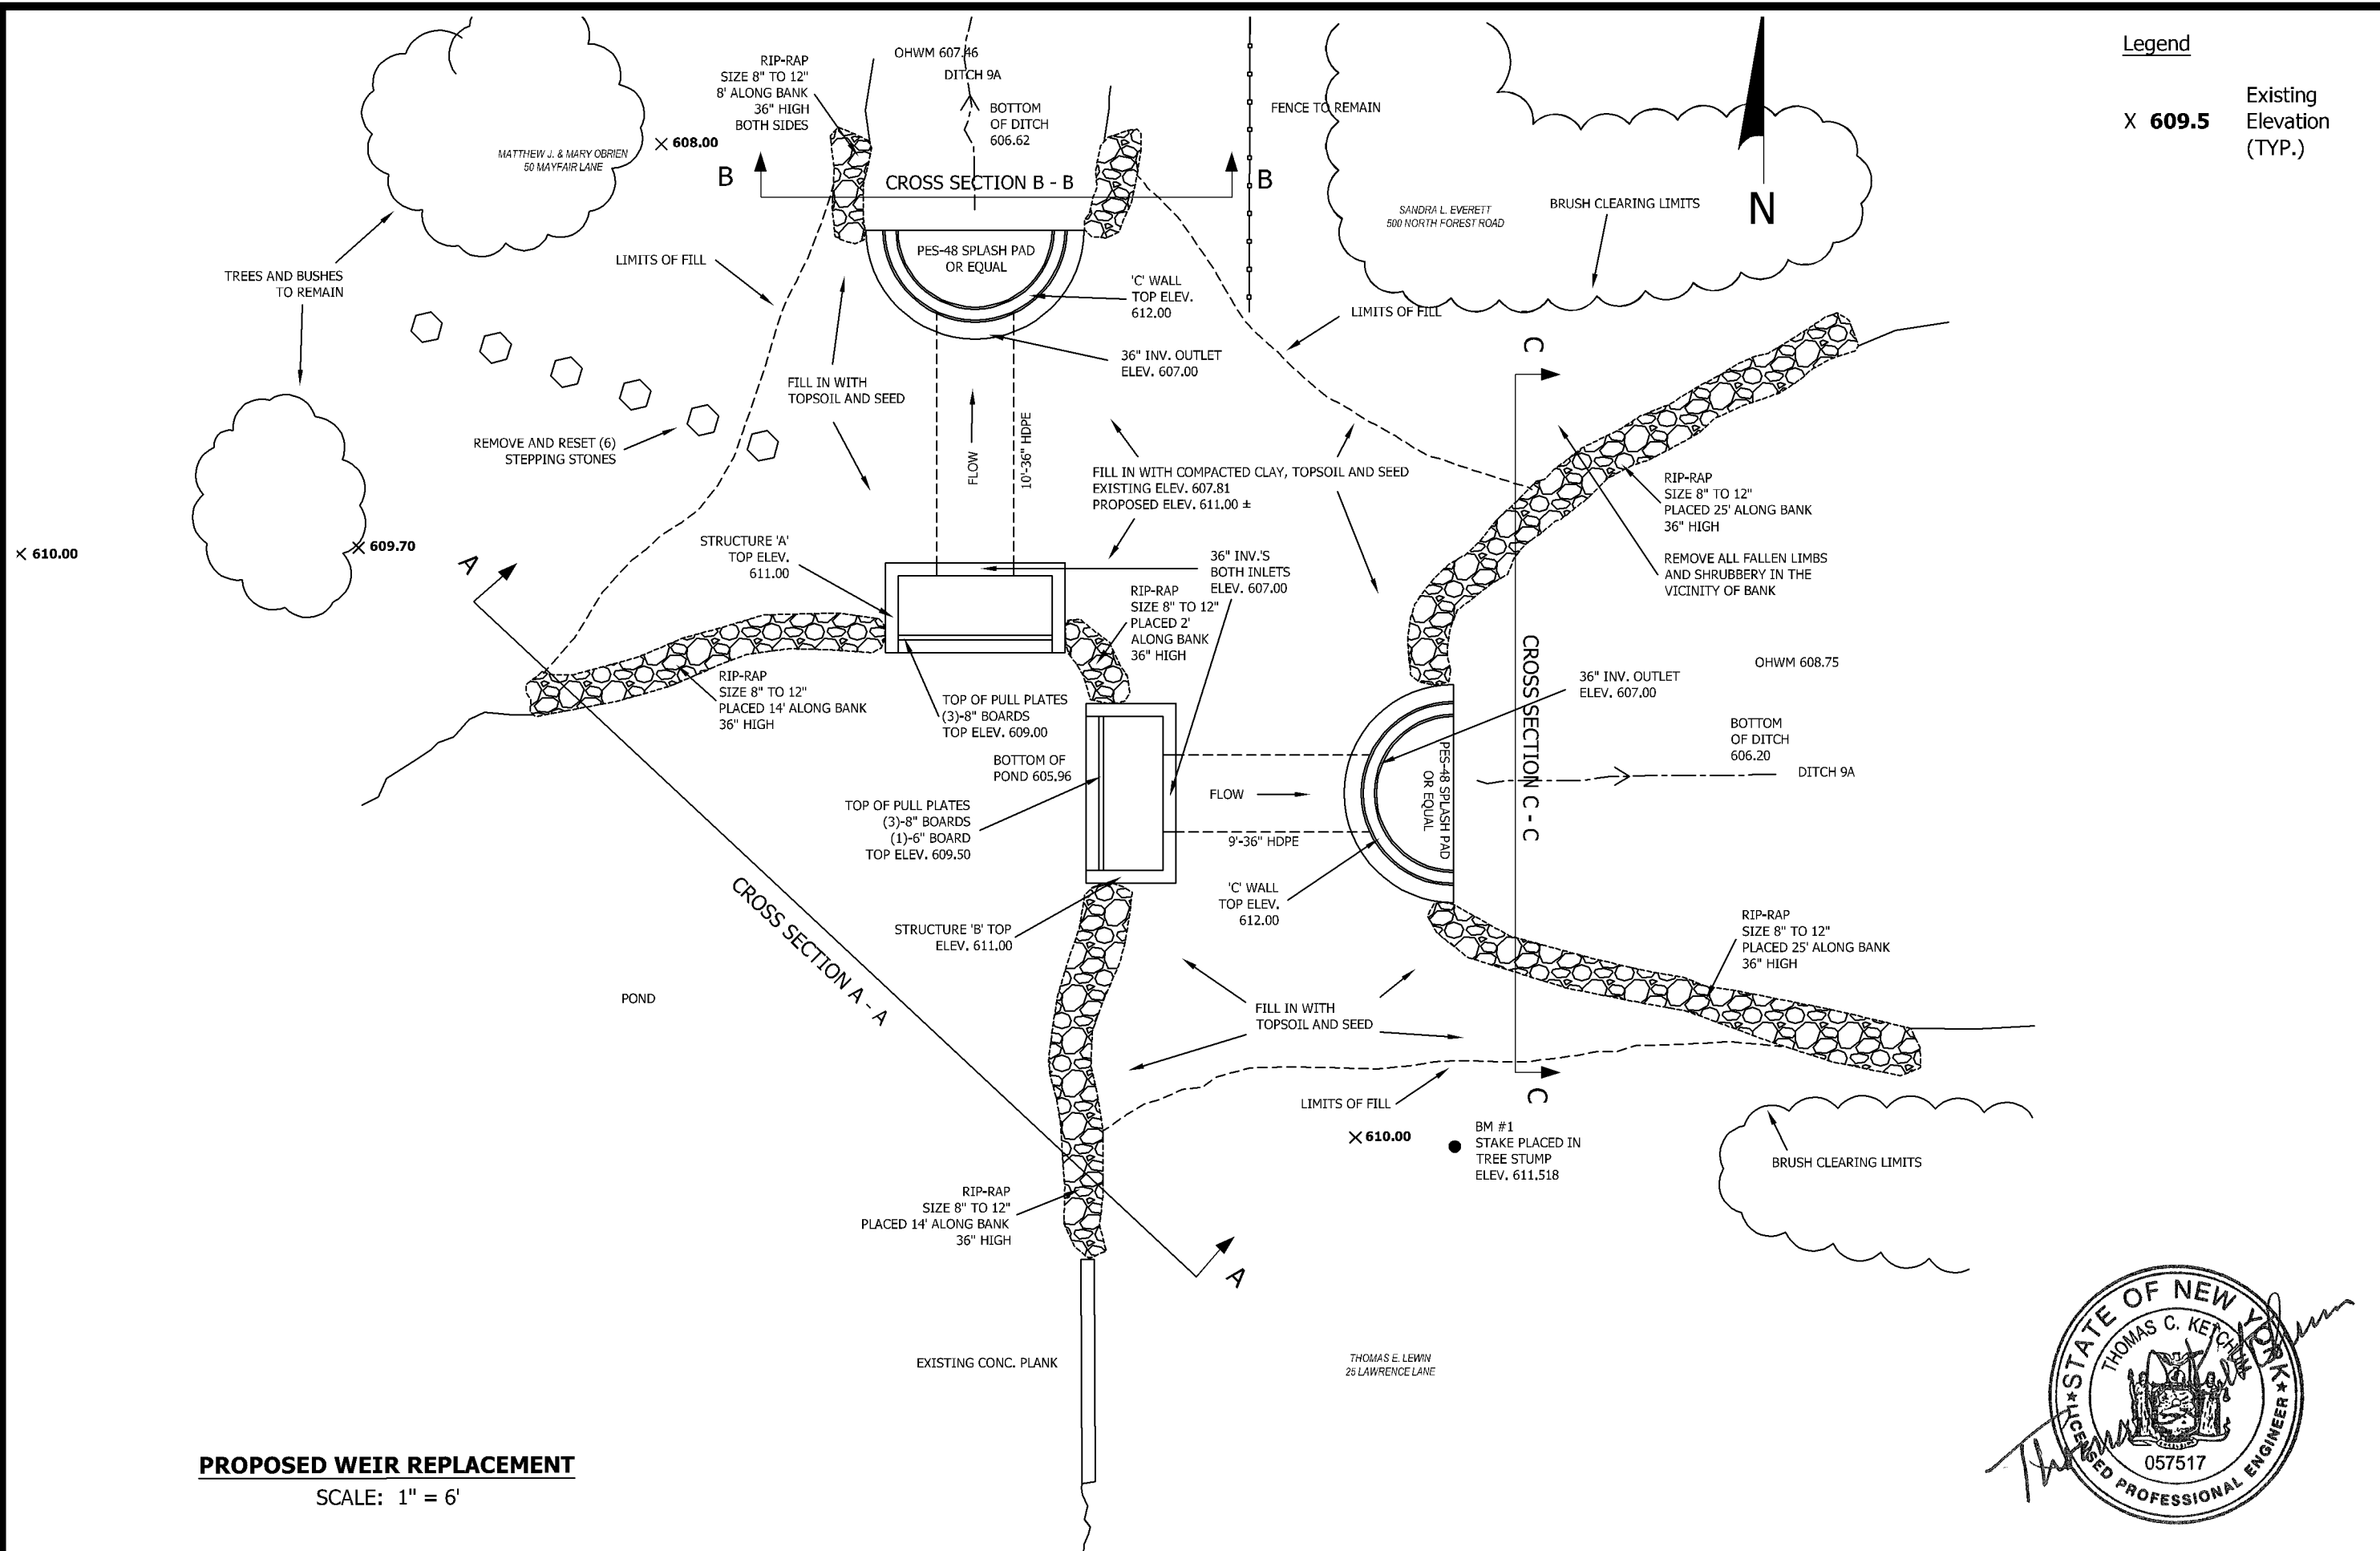 Legend
X 609.5
Existing
Elevation
(TYP.)
OHWM 607.46
DITCH 9A
BOTTOM
OF DITCH
606.62
RIP-RAP
SIZE 8" TO 12"
8' ALONG BANK
36" HIGH
BOTH SIDES
FENCE TO REMAIN
608.00
MATTHEW J. & MARY OBRIEN
50 MAYFAIR LANE
B
CROSS SECTION B - B
B
SANDRA L. EVERETT
500 NORTH FOREST ROAD
BRUSH CLEARING LIMITS
N
TREES AND BUSHES
TO REMAIN
LIMITS OF FILL
PES-48 SPLASH PAD
OR EQUAL
'C' WALL
TOP ELEV.
612.00
LIMITS OF FILL
36" INV. OUTLET
ELEV. 607.00
C
FILL IN WITH
TOPSOIL AND SEED
REMOVE AND RESET (6)
STEPPING STONES
FLOW
10'-36" HDPE
FILL IN WITH COMPACTED CLAY, TOPSOIL AND SEED
EXISTING ELEV. 607.81
PROPOSED ELEV. 611.00 ±
RIP-RAP
SIZE 8" TO 12"
PLACED 25' ALONG BANK
36" HIGH
REMOVE ALL FALLEN LIMBS
AND SHRUBBERY IN THE
VICINITY OF BANK
610.00
609.70
A
STRUCTURE 'A'
TOP ELEV.
611.00
36" INV.'S
BOTH INLETS
ELEV. 607.00
RIP-RAP
SIZE 8" TO 12"
PLACED 2'
ALONG BANK
36" HIGH
RIP-RAP
SIZE 8" TO 12"
PLACED 14' ALONG BANK
36" HIGH
TOP OF PULL PLATES
(3)-8" BOARDS
TOP ELEV. 609.00
BOTTOM OF
POND 605.96
TOP OF PULL PLATES
(3)-8" BOARDS
(1)-6" BOARD
TOP ELEV. 609.50
FLOW
9'-36" HDPE
PES-48 SPLASH PAD
OR EQUAL
CROSS SECTION C - C
36" INV. OUTLET
ELEV. 607.00
OHWM 608.75
BOTTOM
OF DITCH
606.20
DITCH 9A
'C' WALL
TOP ELEV.
612.00
STRUCTURE 'B' TOP
ELEV. 611.00
CROSS SECTION A - A
POND
FILL IN WITH
TOPSOIL AND SEED
RIP-RAP
SIZE 8" TO 12"
PLACED 25' ALONG BANK
36" HIGH
LIMITS OF FILL
C
610.00
BM #1
STAKE PLACED IN
TREE STUMP
ELEV. 611.518
BRUSH CLEARING LIMITS
RIP-RAP
SIZE 8" TO 12"
PLACED 14' ALONG BANK
36" HIGH
A
EXISTING CONC. PLANK
THOMAS E. LEWIN
25 LAWRENCE LANE
PROPOSED WEIR REPLACEMENT
SCALE: 1" = 6'
STATE OF NEW YORK
THOMAS C. KETCHUM
057517
LICENSED PROFESSIONAL ENGINEER